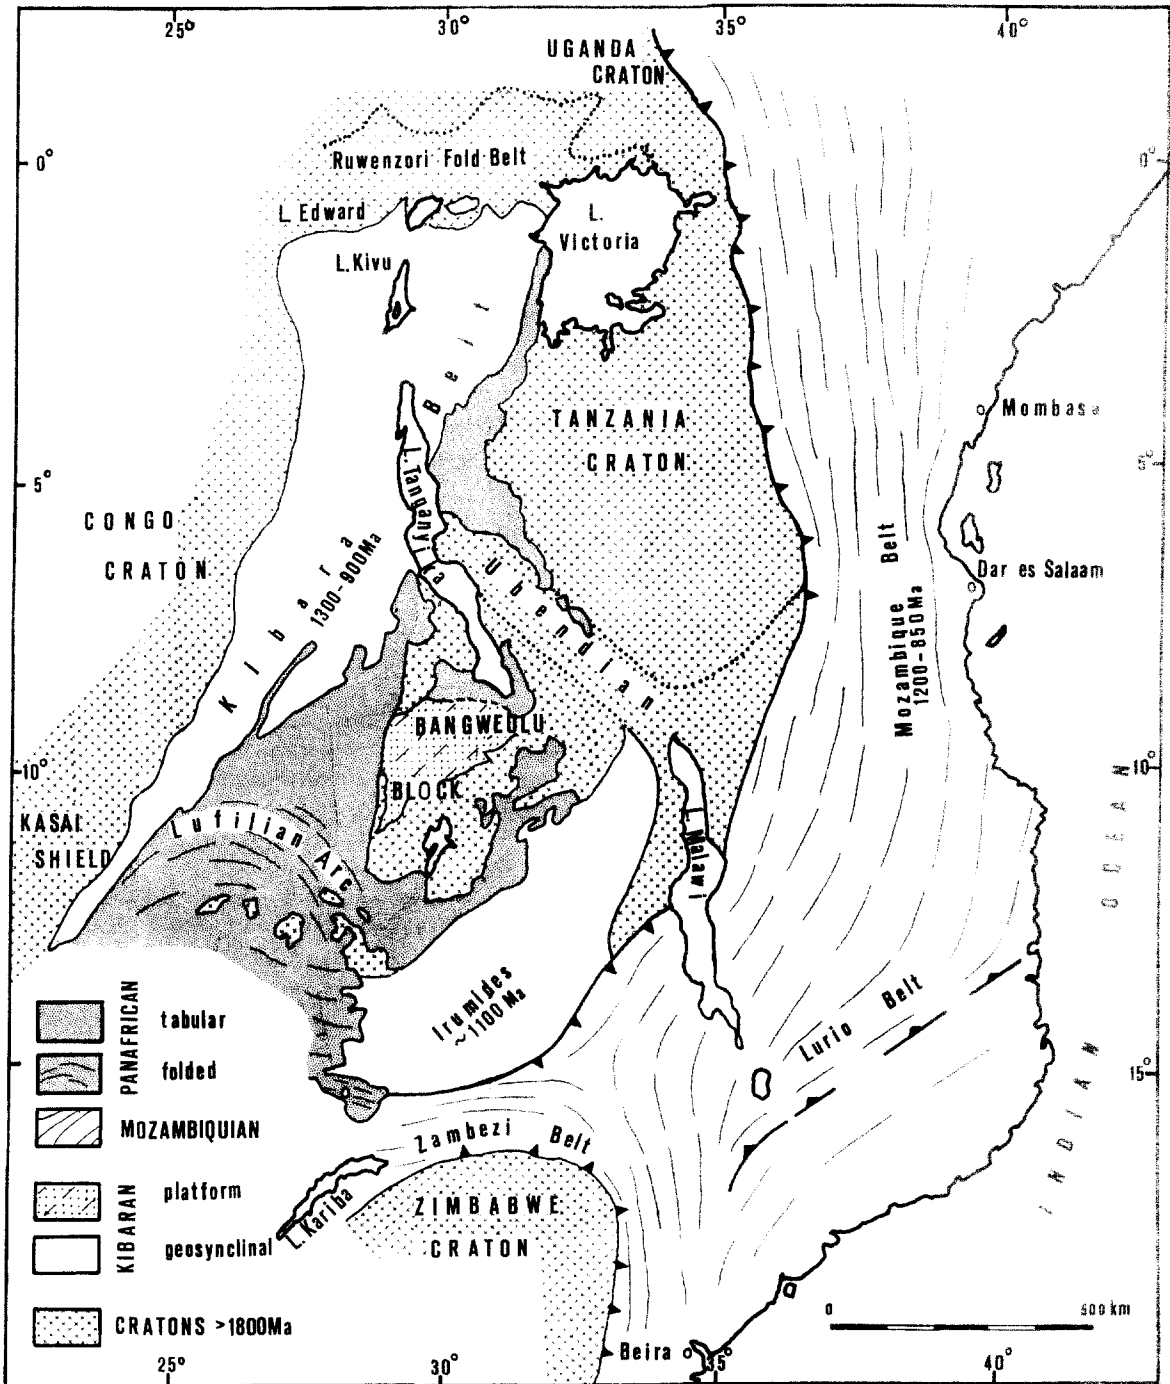 25°
30°
35°
40°
UGANDA
CRATON
0°
0°
Ruwenzori Fold Belt
L. Edward
L.
Victoria
L. Kivu
TANZANIA
CRATON
Mombasa
5°
5°
L. Tanganyika
CONGO
CRATON
Kibara Belt
1300-900Ma
Ubendian
Mozambique Belt
1200-850Ma
Dar es Salaam
BANGWEULU
BLOCK
10°
10°
KASAI
SHIELD
Lufilian Arc
L. Malawi
INDIAN OCEAN
Irumides
~1100 Ma
Lurio Belt
15°
Zambezi Belt
L. Kariba
ZIMBABWE
CRATON
PANAFRICAN
tabular
folded
MOZAMBIQUIAN
KIBARAN
platform
geosynclinal
CRATONS >1800Ma
0
500 km
Beira
25°
30°
35°
40°